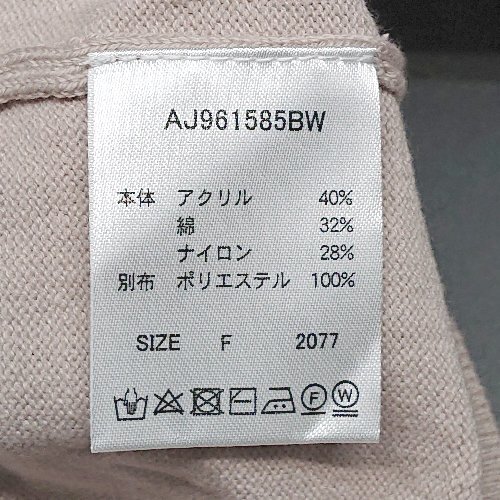 AJ961585BW
本体 アクリル 40%
綿 32%
ナイロン 28%
別布 ポリエステル 100%
SIZE F 2077
F W